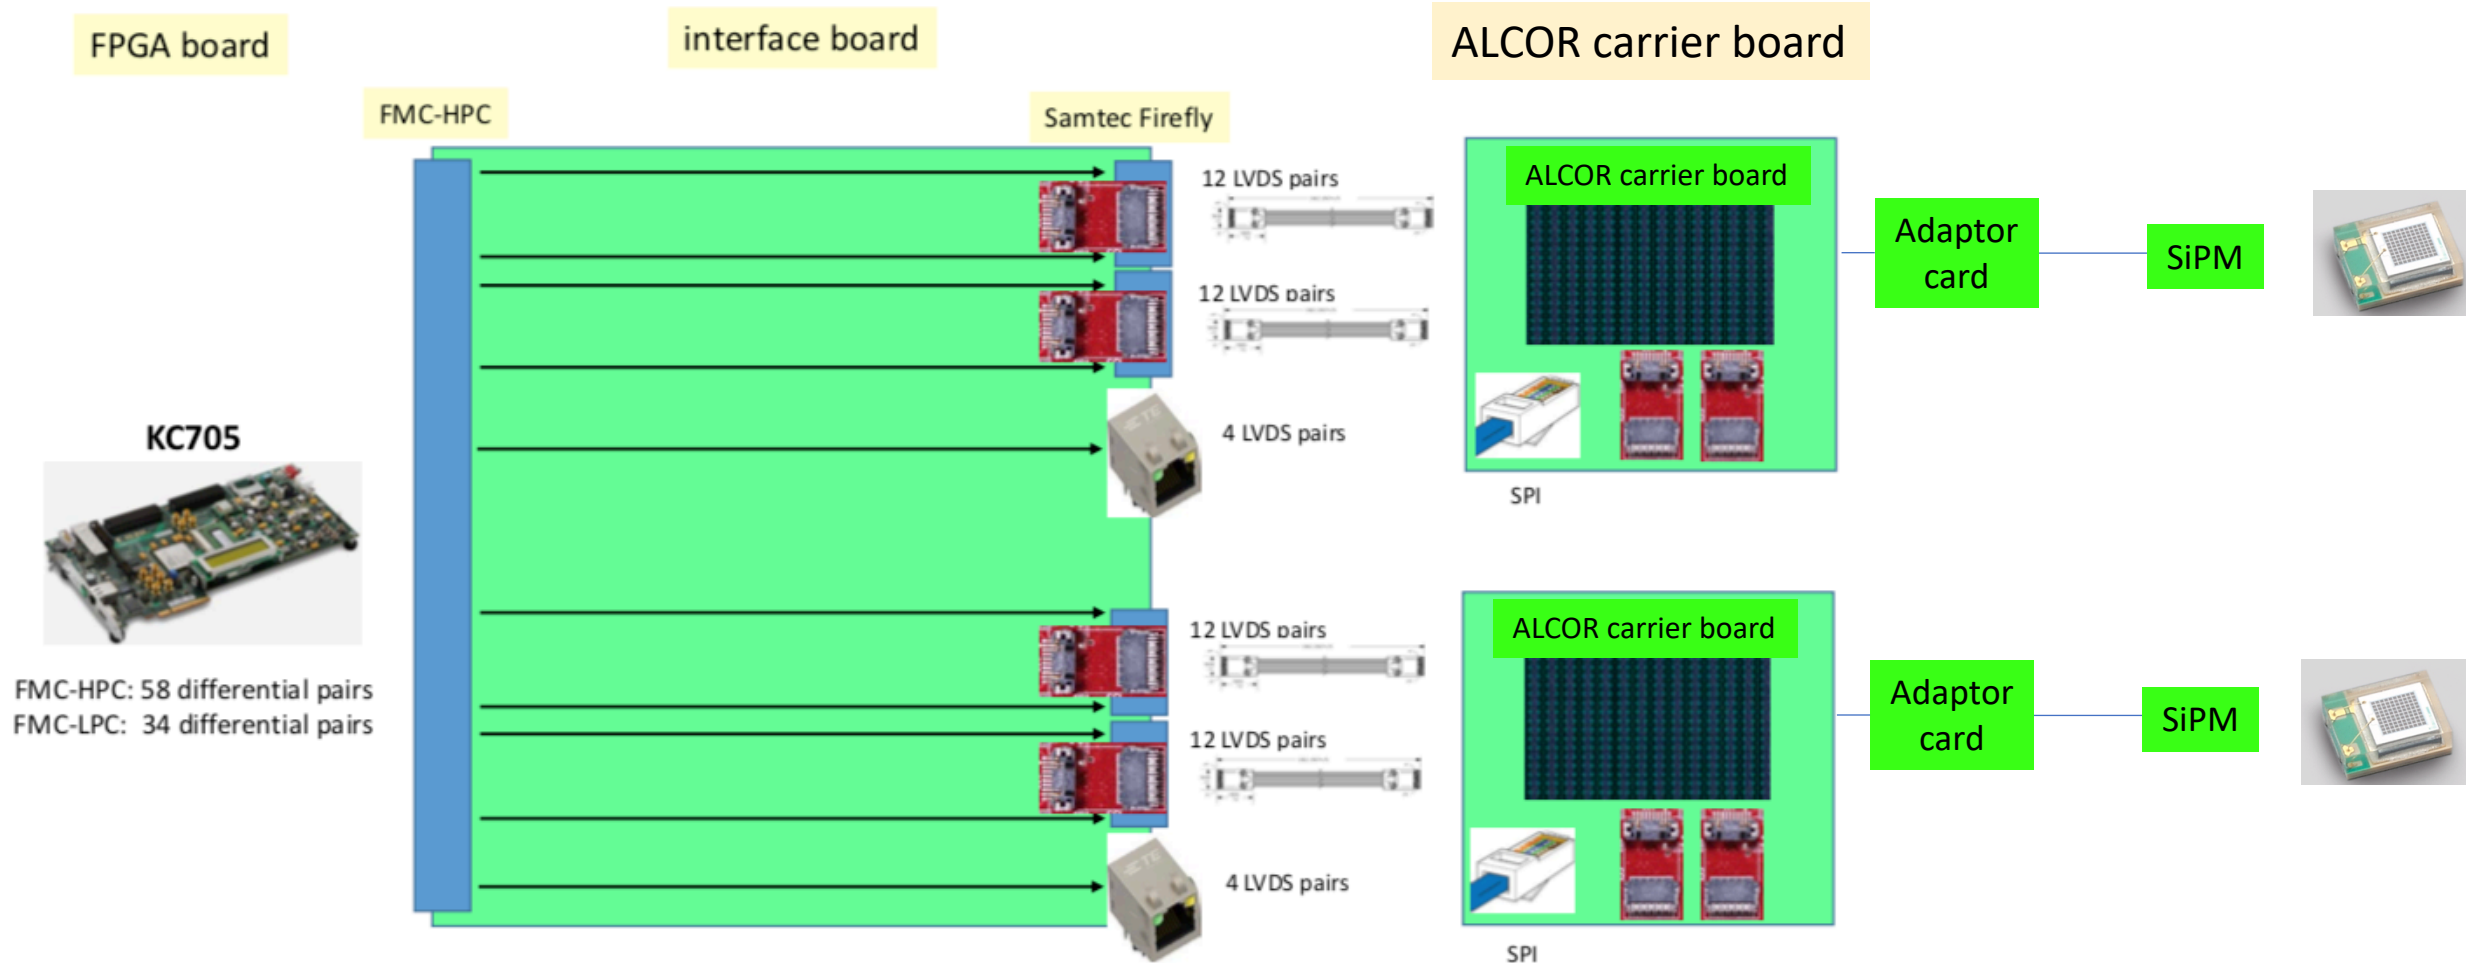 FPGA board
interface board
ALCOR carrier board
FMC-HPC
Samtec Firefly
12 LVDS pairs
ALCOR carrier board
Adaptor
card
SiPM
12 LVDS pairs
4 LVDS pairs
KC705
SPI
FMC-HPC: 58 differential pairs
FMC-LPC: 34 differential pairs
12 LVDS pairs
ALCOR carrier board
Adaptor
card
SiPM
12 LVDS pairs
4 LVDS pairs
SPI